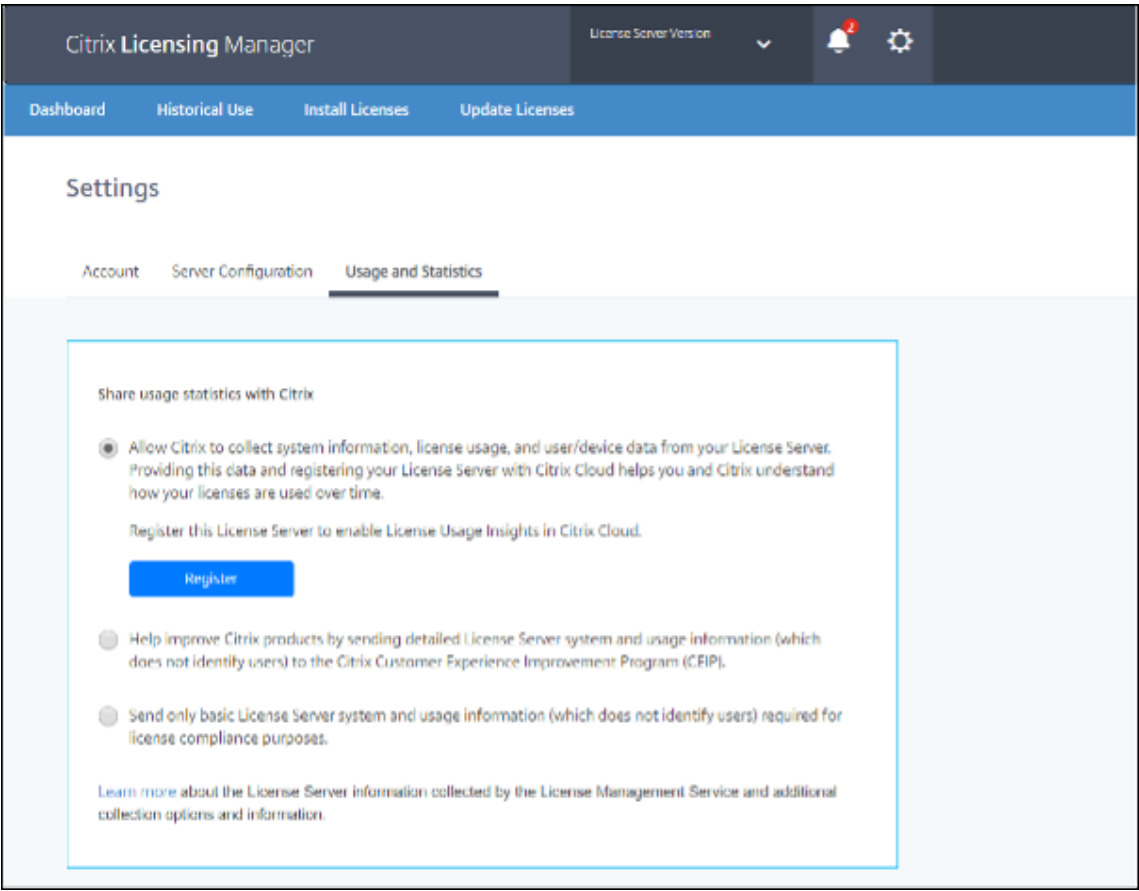 Citrix Licensing Manager
License Server Version
2
Dashboard Historical Use Install Licenses Update Licenses
Settings
Account Server Configuration Usage and Statistics
Share usage statistics with Citrix
Allow Citrix to collect system information, license usage, and user/device data from your License Server.
Providing this data and registering your License Server with Citrix Cloud helps you and Citrix understand
how your licenses are used over time.
Register this License Server to enable License Usage Insights in Citrix Cloud.
Register
Help improve Citrix products by sending detailed License Server system and usage information (which
does not identify users) to the Citrix Customer Experience Improvement Program (CEIP).
Send only basic License Server system and usage information (which does not identify users) required for
license compliance purposes.
Learn more about the License Server information collected by the License Management Service and additional
collection options and information.